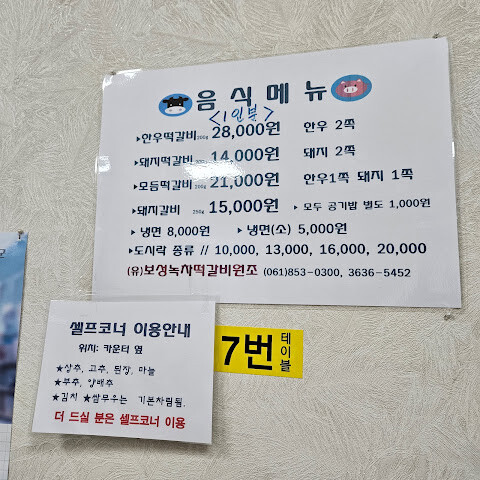 음식메뉴
<1인분>
▸한우떡갈비 200g 28,000원 한우 2쪽
▸돼지떡갈비 200g 14,000원 돼지 2쪽
▸모듬떡갈비 200g 21,000원 한우1쪽 돼지 1쪽
▸돼지갈비 250g 15,000원 ▸ 모두 공기밥 별도 1,000원
▸ 냉면 8,000원 ▸ 냉면(소) 5,000원
▸도시락 종류 // 10,000, 13,000, 16,000, 20,000
(유)보성녹차떡갈비원조 (061)853-0300, 3636-5452
셀프코너 이용안내
위치: 카운터 옆
★상추, 고추, 된장, 마늘
★부추, 양배추
★김치 ★쌈무우는 기본차림됨.
더 드실 분은 셀프코너 이용
7번 테이블